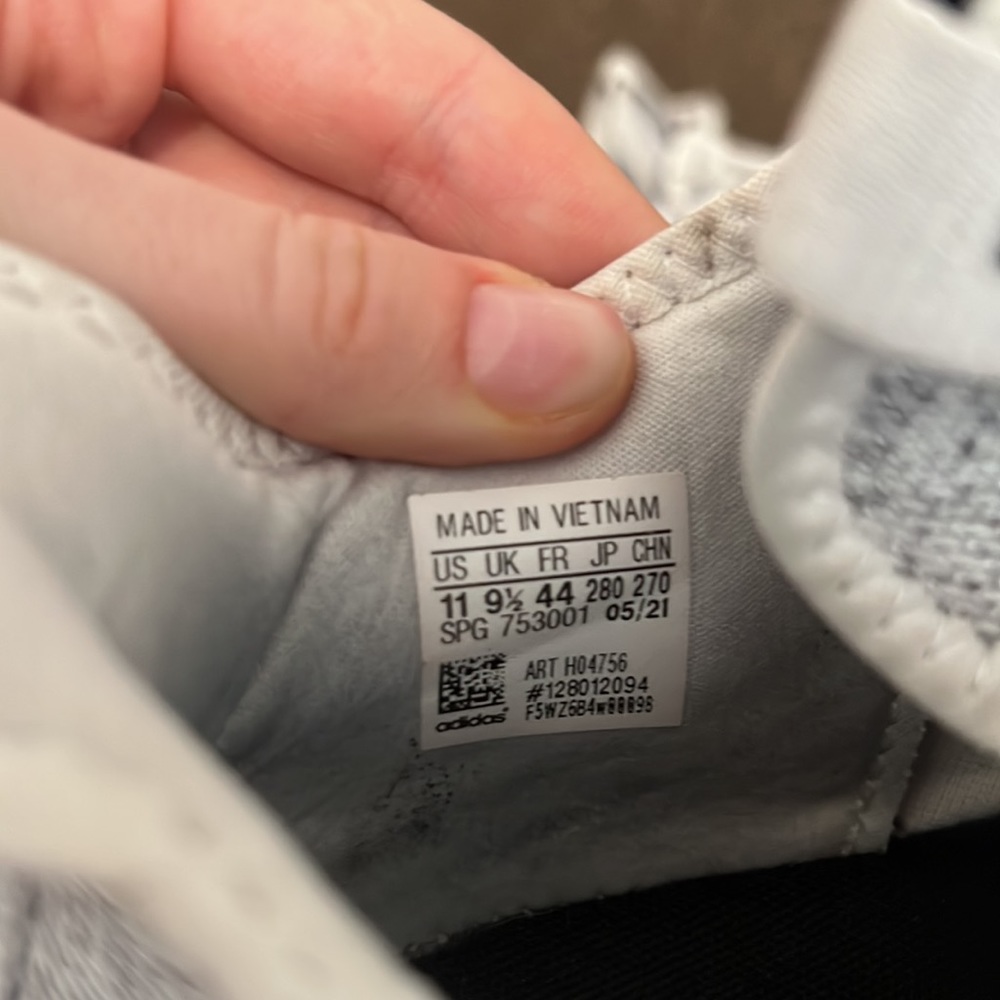 MADE IN VIETNAM
US UK FR JP CHN
11 9½ 44 280 270
SPG 753001 05/21
ART H04756
#128012094
adidas